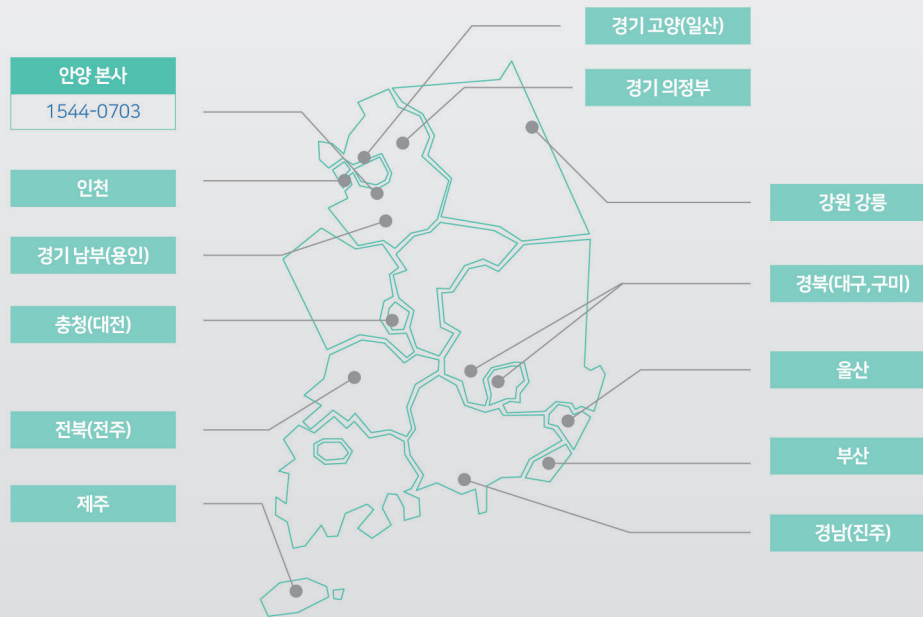 경기 고양(일산)
안양 본사
1544-0703
경기 의정부
인천
강원 강릉
경기 남부(용인)
경북(대구,구미)
충청(대전)
울산
전북(전주)
부산
제주
경남(진주)